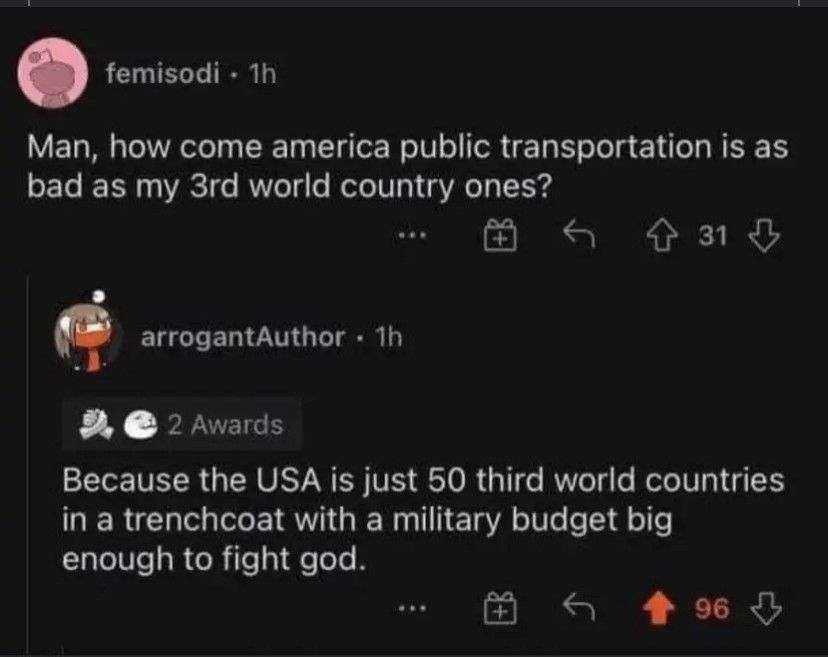 femisodi • 1h
Man, how come america public transportation is as
bad as my 3rd world country ones?
31
arrogantAuthor • 1h
2 Awards
Because the USA is just 50 third world countries
in a trenchcoat with a military budget big
enough to fight god.
96